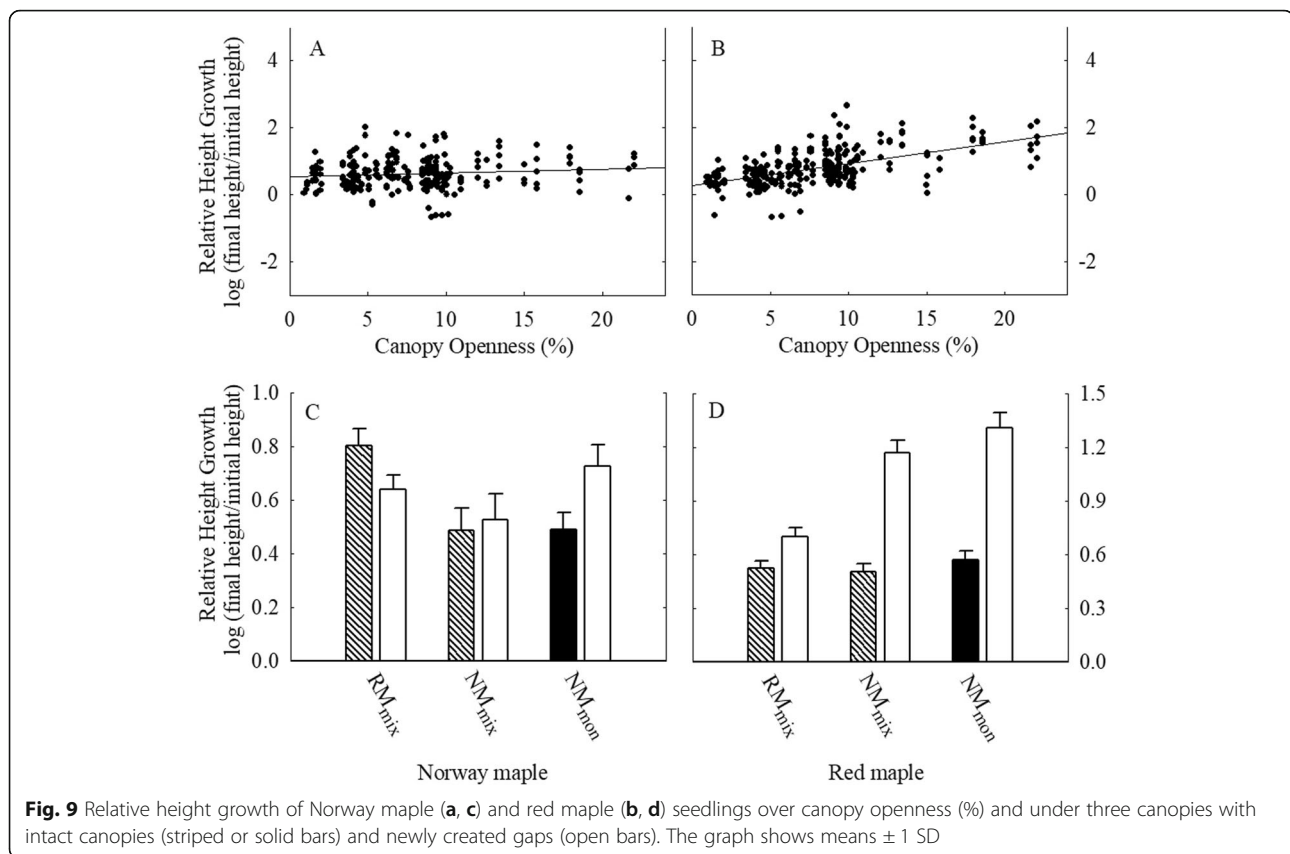 A
B
Relative Height Growth
log (final height/initial height)
4
2
0
-2
4
2
0
-2
0 5 10 15 20
0 5 10 15 20
Canopy Openness (%)
Canopy Openness (%)
C
D
Relative Height Growth
log (final height/initial height)
1.0
0.8
0.6
0.4
0.2
0.0
1.5
1.2
0.9
0.6
0.3
0.0
RMmix
NMmix
NMmon
RMmix
NMmix
NMmon
Norway maple
Red maple
Fig. 9 Relative height growth of Norway maple (a, c) and red maple (b, d) seedlings over canopy openness (%) and under three canopies with
intact canopies (striped or solid bars) and newly created gaps (open bars). The graph shows means ± 1 SD